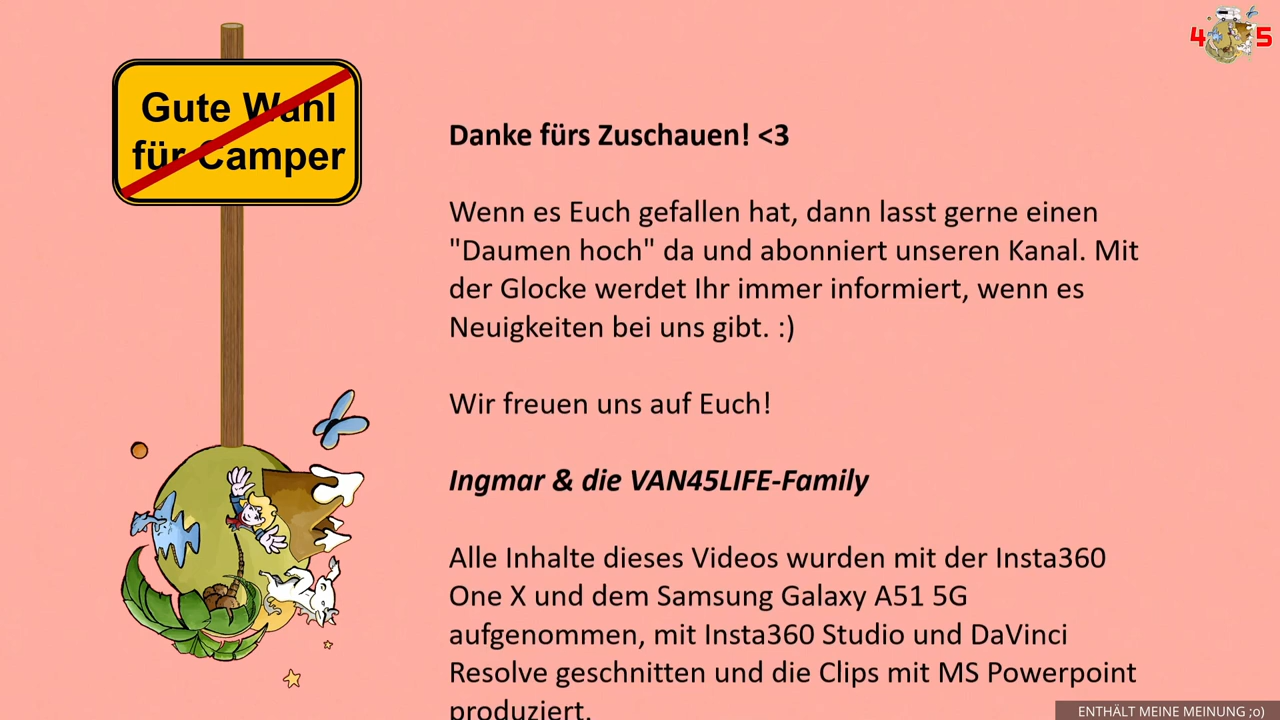 Gute Wahl
für Camper
4 5
Danke fürs Zuschauen! <3
Wenn es Euch gefallen hat, dann lasst gerne einen
"Daumen hoch" da und abonniert unseren Kanal. Mit
der Glocke werdet Ihr immer informiert, wenn es
Neuigkeiten bei uns gibt. :)
Wir freuen uns auf Euch!
Ingmar & die VAN45LIFE-Family
Alle Inhalte dieses Videos wurden mit der Insta360
One X und dem Samsung Galaxy A51 5G
aufgenommen, mit Insta360 Studio und DaVinci
Resolve geschnitten und die Clips mit MS Powerpoint
produziert.
ENTHÄLT MEINE MEINUNG ;o)